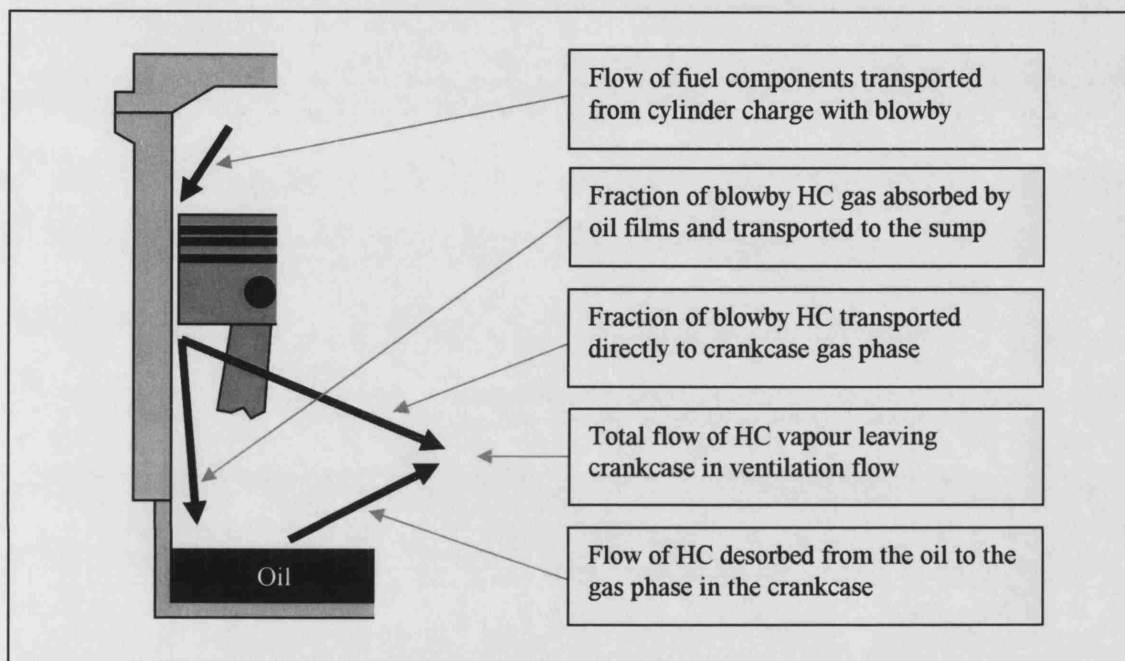 Flow of fuel components transported
from cylinder charge with blowby
Fraction of blowby HC gas absorbed by
oil films and transported to the sump
Fraction of blowby HC transported
directly to crankcase gas phase
Total flow of HC vapour leaving
crankcase in ventilation flow
Flow of HC desorbed from the oil to the
gas phase in the crankcase
Oil